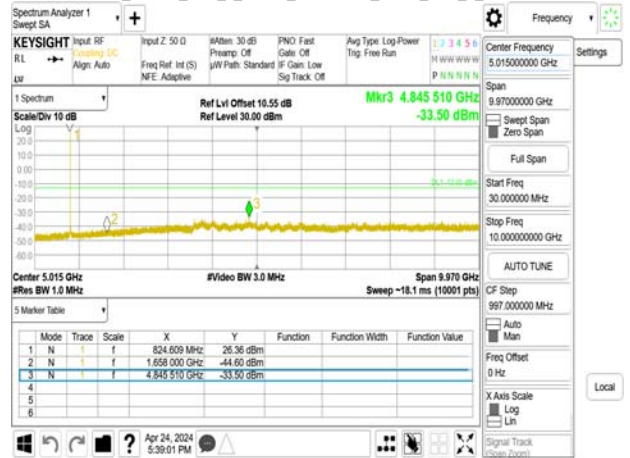 Spectrum Analyzer 1
Swept SA
Frequency
KEYSIGHT
Input: RF
Input Z: 50 Ω
#Atten: 30 dB
PNO: Fast
Avg Type: Log-Power
1 2 3 4 5 6
RL
Coupling: DC
Preamp: Off
Gate: Off
Trig: Free Run
Align: Auto
Freq Ref: Int (S)
µW Path: Standard
IF Gain: Low
M W W W W W
NFE: Adaptive
Sig Track: Off
P N N N N N
1 Spectrum
Ref Lvl Offset 10.55 dB
Mkr3 4.845 510 GHz
Scale/Div 10 dB
Ref Level 30.00 dBm
-33.50 dBm
Log
20.0
10.0
0.00
-10.0
-20.0
-30.0
-40.0
-50.0
-60.0
1
2
3
Center 5.015 GHz
#Video BW 3.0 MHz
Span 9.970 GHz
#Res BW 1.0 MHz
Sweep ~18.1 ms (10001 pts)
5 Marker Table
Mode Trace Scale X Y Function Function Width Function Value
1 N 1 f 824.609 MHz 26.36 dBm
2 N 1 f 1.658 000 GHz -44.60 dBm
3 N 1 f 4.845 510 GHz -33.50 dBm
4
5
6
Apr 24, 2024
5:39:01 PM
Center Frequency
5.015000000 GHz
Settings
Span
9.97000000 GHz
Swept Span
Zero Span
Full Span
Start Freq
30.000000 MHz
Stop Freq
10.000000000 GHz
AUTO TUNE
CF Step
997.000000 MHz
Auto
Man
Freq Offset
0 Hz
Local
X Axis Scale
Log
Lin
Signal Track
(Span Zoom)